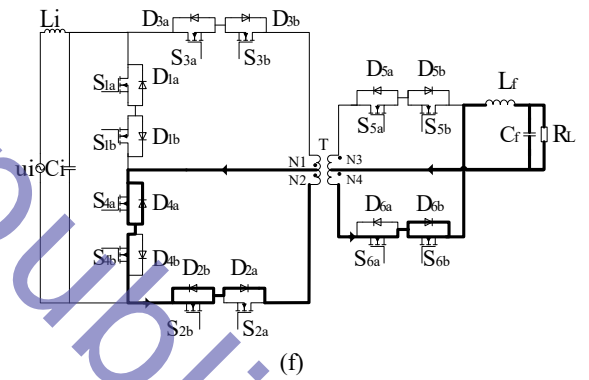 Li
D3a
D3b
S3a
S3b
S1a
D1a
S1b
D1b
ui
Ci
N1
N2
T
N3
N4
D5a
D5b
S5a
S5b
Lf
Cf
RL
S4a
D4a
S4b
D4b
D2b
D2a
S2b
S2a
D6a
D6b
S6a
S6b
(f)